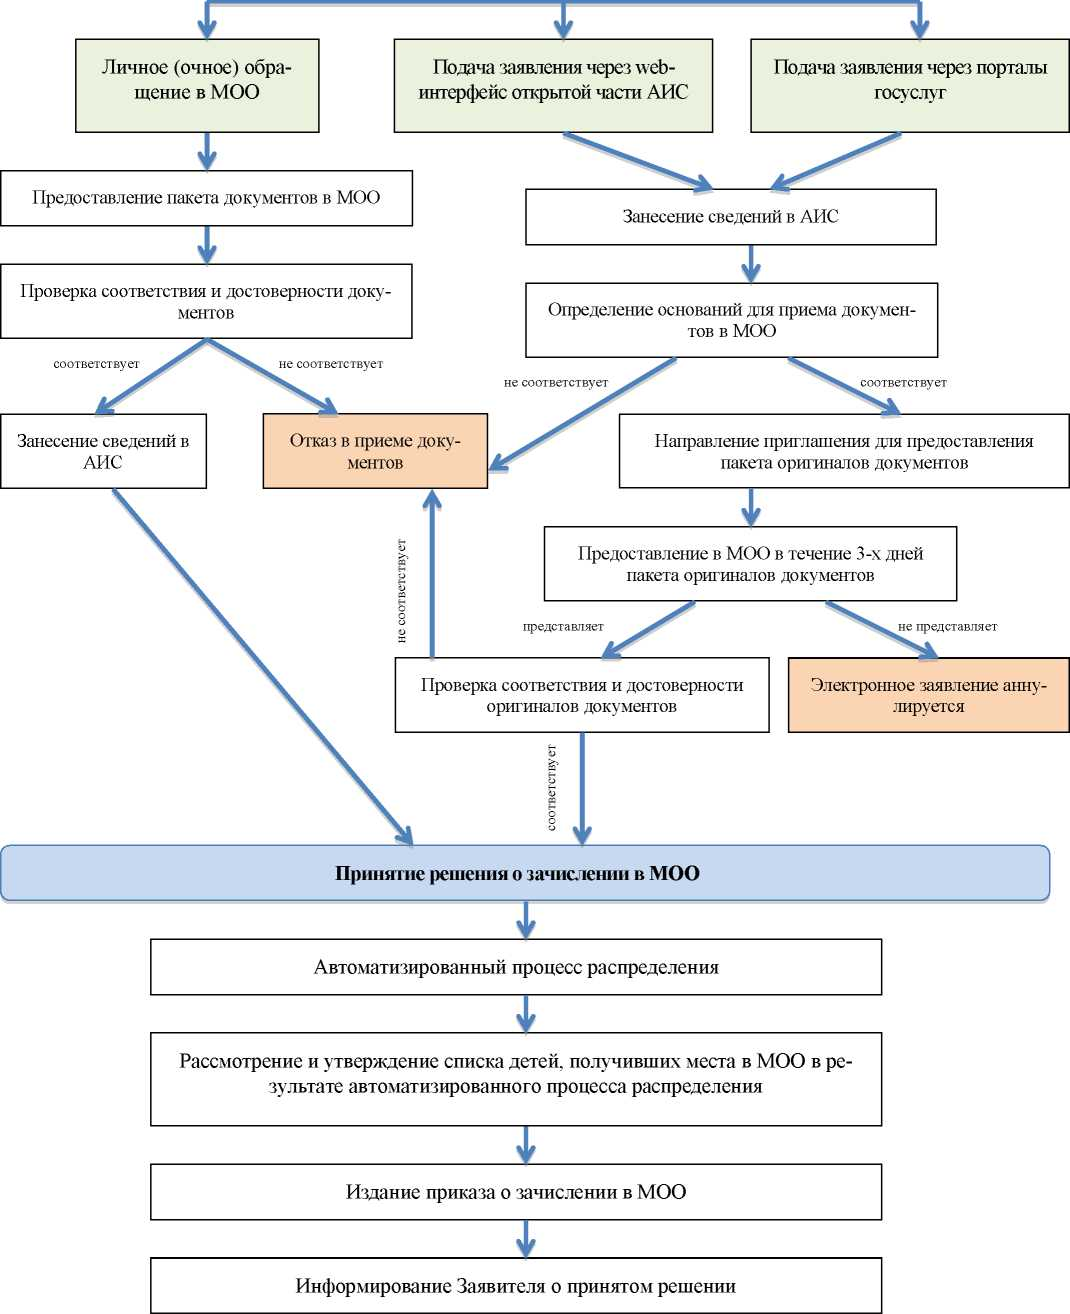 Личное (очное) обра-
щение в МОО
Подача заявления через web-
интерфейс открытой части АИС
Подача заявления через порталы
госуслуг
Предоставление пакета документов в МОО
Занесение сведений в АИС
Проверка соответствия и достоверности доку-
ментов
Определение оснований для приема докумен-
тов в МОО
соответствует
не соответствует
не соответствует
соответствует
Занесение сведений в
АИС
Отказ в приеме доку-
ментов
Направление приглашения для предоставления
пакета оригиналов документов
не соответствует
Предоставление в МОО в течение 3-х дней
пакета оригиналов документов
представляет
не представляет
Проверка соответствия и достоверности
оригиналов документов
Электронное заявление анну-
лируется
соответствует
Принятие решения о зачислении в МОО
Автоматизированный процесс распределения
Рассмотрение и утверждение списка детей, получивших места в МОО в ре-
зультате автоматизированного процесса распределения
Издание приказа о зачислении в МОО
Информирование Заявителя о принятом решении